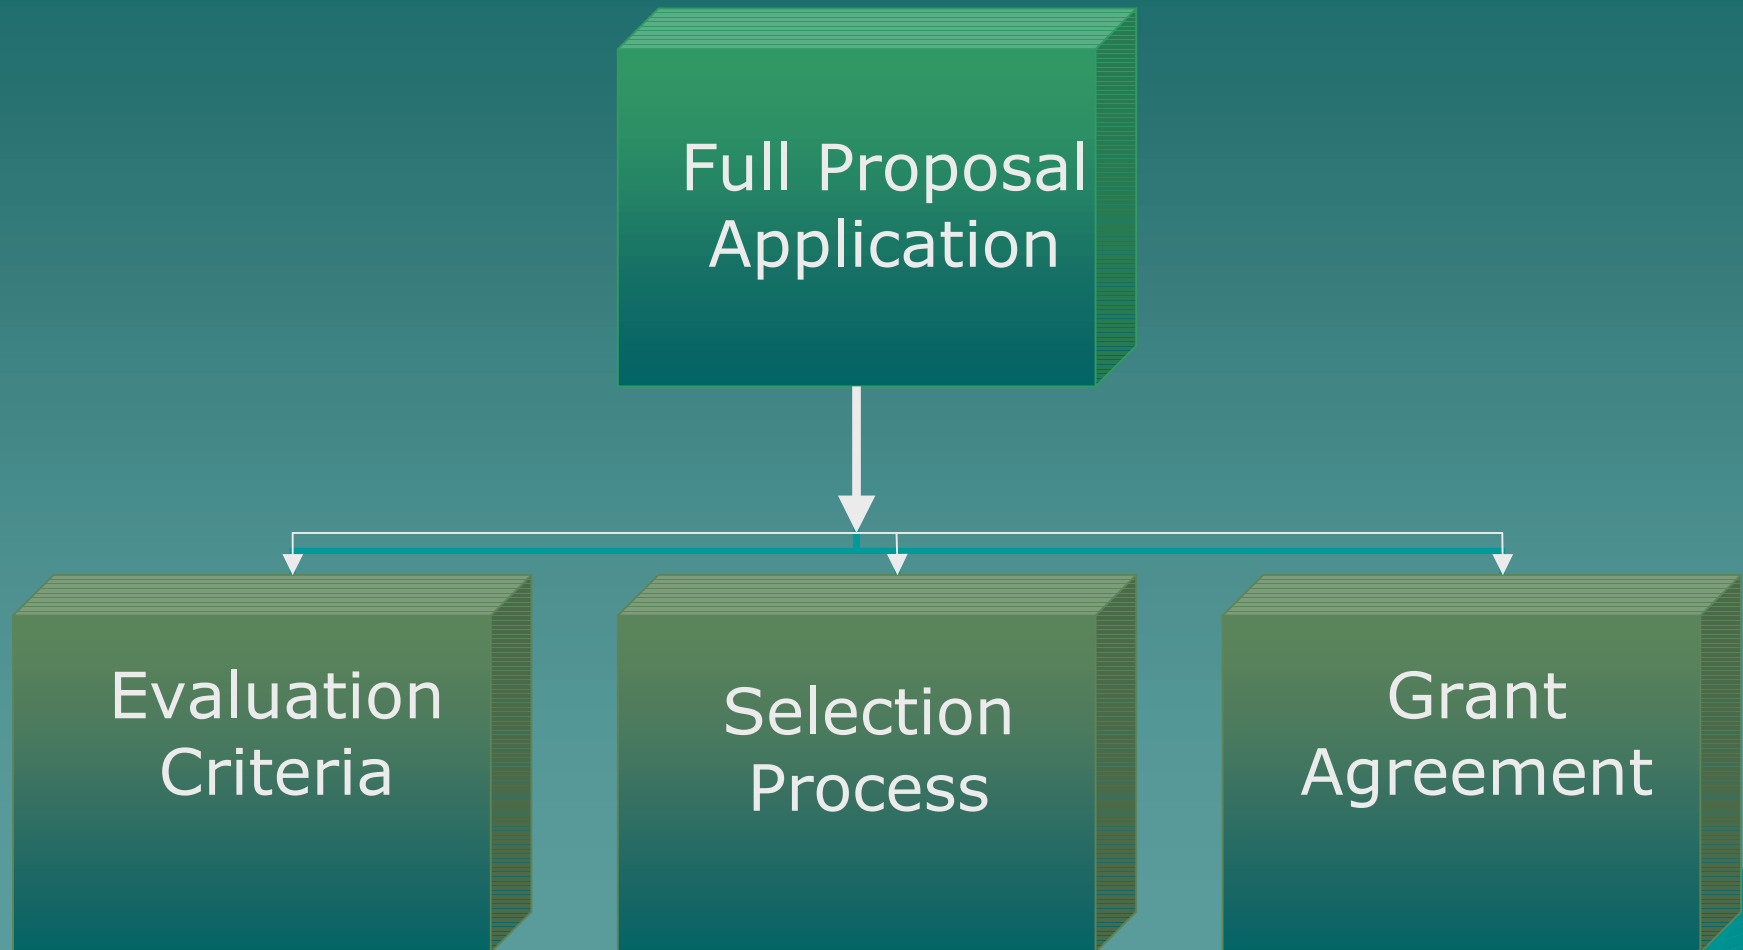 Full Proposal
Application
Evaluation
Criteria
Selection
Process
Grant
Agreement